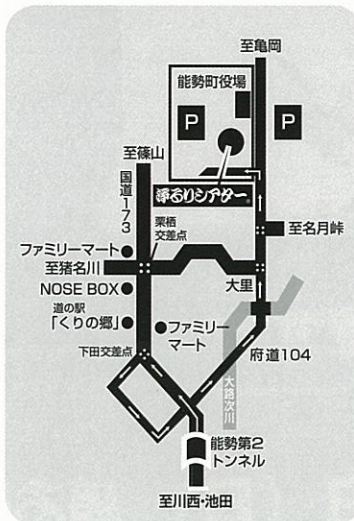 至亀岡
能勢町役場
P
P
至篠山
国道173
浄るりシアター
栗栖
交差点
至名月峠
ファミリーマート
至猪名川
NOSE BOX
大里
道の駅
「くりの郷」
ファミリー
マート
下田交差点
府道104
大路次川
能勢第2
トンネル
至川西・池田